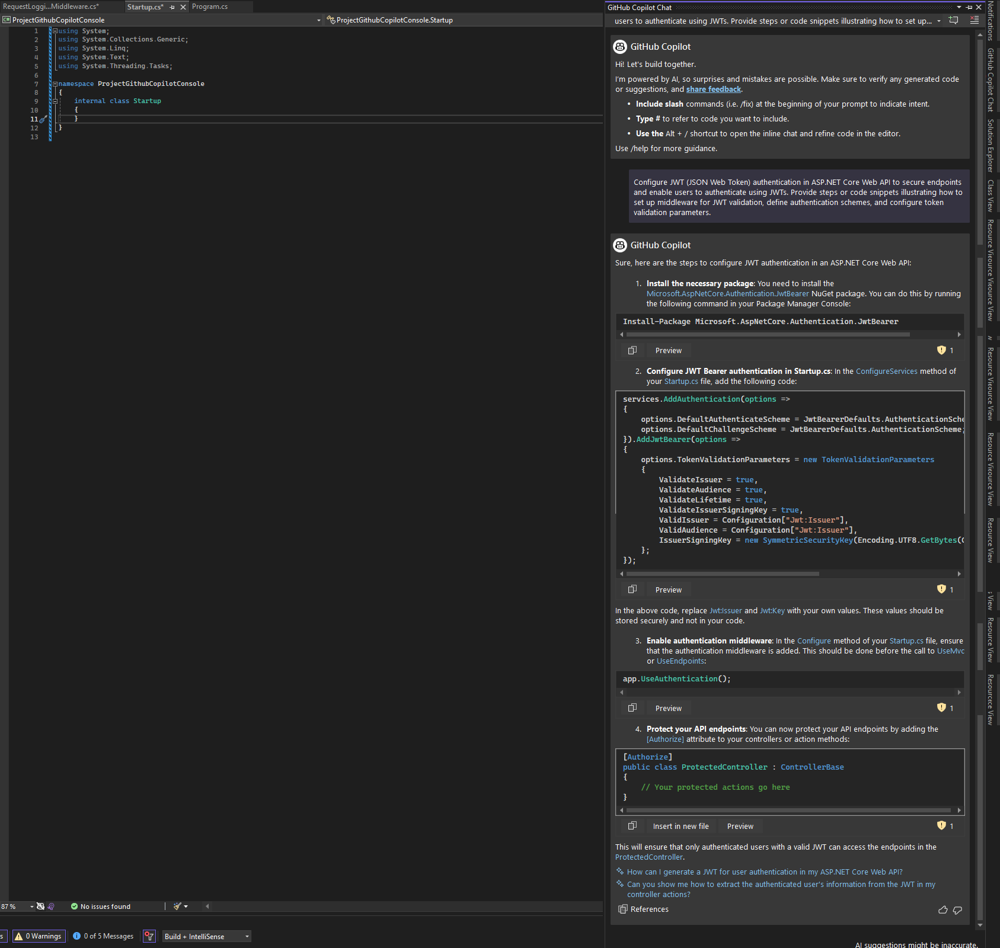 RequestLoggi...Middleware.cs*
Startup.cs*
Program.cs
ProjectGithubCopilotConsole
ProjectGithubCopilotConsole.Startup
1 using System;
2 using System.Collections.Generic;
3 using System.Linq;
4 using System.Text;
5 using System.Threading.Tasks;
6
7 namespace ProjectGithubCopilotConsole
8 {
9 internal class Startup
10 {
11 }
12 }
13
87 %
No issues found
s
0 Warnings
0 of 5 Messages
Build + IntelliSense
GitHub Copilot Chat
users to authenticate using JWTs. Provide steps or code snippets illustrating how to set up...
GitHub Copilot
Hi! Let's build together.
I'm powered by AI, so surprises and mistakes are possible. Make sure to verify any generated code
or suggestions, and share feedback.
• Include slash commands (i.e. /fix) at the beginning of your prompt to indicate intent.
• Type # to refer to code you want to include.
• Use the Alt + / shortcut to open the inline chat and refine code in the editor.
Use /help for more guidance.
Configure JWT (JSON Web Token) authentication in ASP.NET Core Web API to secure endpoints
and enable users to authenticate using JWTs. Provide steps or code snippets illustrating how to
set up middleware for JWT validation, define authentication schemes, and configure token
validation parameters.
GitHub Copilot
Sure, here are the steps to configure JWT authentication in an ASP.NET Core Web API:
1. Install the necessary package: You need to install the
Microsoft.AspNetCore.Authentication.JwtBearer NuGet package. You can do this by running
the following command in your Package Manager Console:
Install-Package Microsoft.AspNetCore.Authentication.JwtBearer
Preview
1
2. Configure JWT Bearer authentication in Startup.cs: In the ConfigureServices method of
your Startup.cs file, add the following code:
services.AddAuthentication(options =>
{
options.DefaultAuthenticateScheme = JwtBearerDefaults.AuthenticationSche
options.DefaultChallengeScheme = JwtBearerDefaults.AuthenticationScheme;
}).AddJwtBearer(options =>
{
options.TokenValidationParameters = new TokenValidationParameters
{
ValidateIssuer = true,
ValidateAudience = true,
ValidateLifetime = true,
ValidateIssuerSigningKey = true,
ValidIssuer = Configuration["Jwt:Issuer"],
ValidAudience = Configuration["Jwt:Issuer"],
IssuerSigningKey = new SymmetricSecurityKey(Encoding.UTF8.GetBytes(C
};
});
Preview
1
In the above code, replace Jwt:Issuer and Jwt:Key with your own values. These values should be
stored securely and not in your code.
3. Enable authentication middleware: In the Configure method of your Startup.cs file, ensure
that the authentication middleware is added. This should be done before the call to UseMvc
or UseEndpoints:
app.UseAuthentication();
Preview
1
4. Protect your API endpoints: You can now protect your API endpoints by adding the
[Authorize] attribute to your controllers or action methods:
[Authorize]
public class ProtectedController : ControllerBase
{
// Your protected actions go here
}
Insert in new file
Preview
1
This will ensure that only authenticated users with a valid JWT can access the endpoints in the
ProtectedController.
How can I generate a JWT for user authentication in my ASP.NET Core Web API?
Can you show me how to extract the authenticated user's information from the JWT in my
controller actions?
References
AI suggestions might be inaccurate.
Notifications
GitHub Copilot Chat
Solution Explorer
Class View
Resource View
Resource View
Resource View
Resource View
Resource View
Resource View